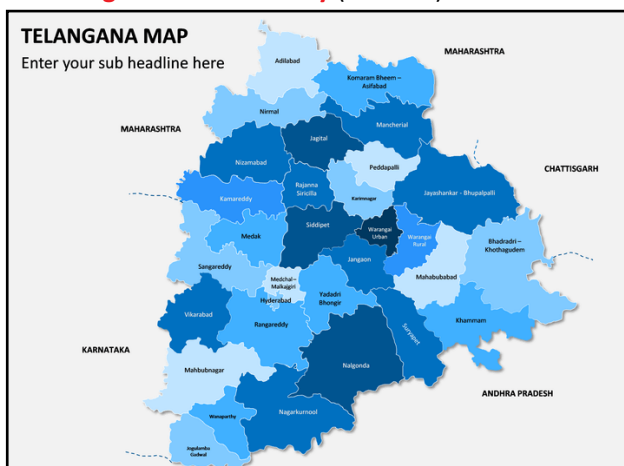 TELANGANA MAP
Enter your sub headline here
MAHARASHTRA
Adilabad
Komaram Bheem –
Asifabad
Nirmal
MAHARASHTRA
Mancherial
Jagital
Nizamabad
Peddapalli
CHATTISGARH
Rajanna
Siricilla
Jayashankar - Bhupalpalli
Kamareddy
Karimnagar
Siddipet
Warangal
Urban
Warangal
Rural
Medak
Bhadradri –
Khothagudem
Jangaon
Sangareddy
Mahabubabad
Medchal –
Malkajgiri
Hyderabad
Yadadri
Bhongir
Vikarabad
Khammam
Rangareddy
Suryapet
KARNATAKA
Nalgonda
Mahbubnagar
ANDHRA PRADESH
Nagarkurnool
Wanaparthy
Jogulamba
Gadwal